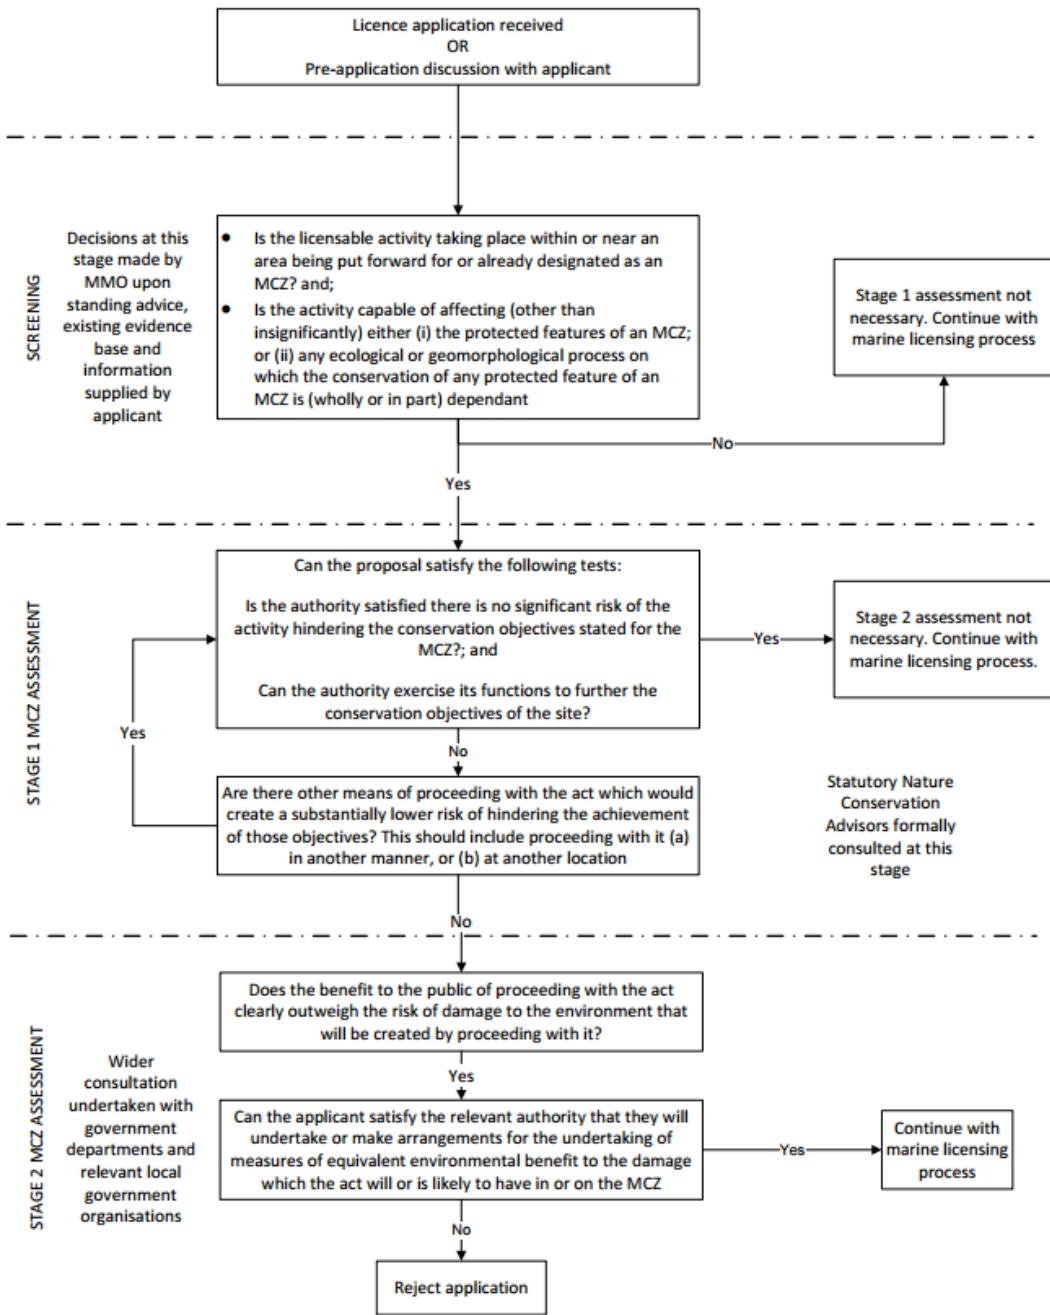 Licence application received
OR
Pre-application discussion with applicant
SCREENING
Decisions at this
stage made by
MMO upon
standing advice,
existing evidence
base and
information
supplied by
applicant
● Is the licensable activity taking place within or near an
area being put forward for or already designated as an
MCZ? and;
● Is the activity capable of affecting (other than
insignificantly) either (i) the protected features of an MCZ;
or (ii) any ecological or geomorphological process on
which the conservation of any protected feature of an
MCZ is (wholly or in part) dependant
Stage 1 assessment not
necessary. Continue with
marine licensing process
No
Yes
STAGE 1 MCZ ASSESSMENT
Can the proposal satisfy the following tests:
Is the authority satisfied there is no significant risk of the
activity hindering the conservation objectives stated for the
MCZ?; and
Can the authority exercise its functions to further the
conservation objectives of the site?
Yes
Stage 2 assessment not
necessary. Continue with
marine licensing process.
Yes
No
Are there other means of proceeding with the act which would
create a substantially lower risk of hindering the achievement
of those objectives? This should include proceeding with it (a)
in another manner, or (b) at another location
Statutory Nature
Conservation
Advisors formally
consulted at this
stage
No
STAGE 2 MCZ ASSESSMENT
Wider
consultation
undertaken with
government
departments and
relevant local
government
organisations
Does the benefit to the public of proceeding with the act
clearly outweigh the risk of damage to the environment that
will be created by proceeding with it?
Yes
Can the applicant satisfy the relevant authority that they will
undertake or make arrangements for the undertaking of
measures of equivalent environmental benefit to the damage
which the act will or is likely to have in or on the MCZ
Yes
Continue with
marine licensing
process
No
Reject application